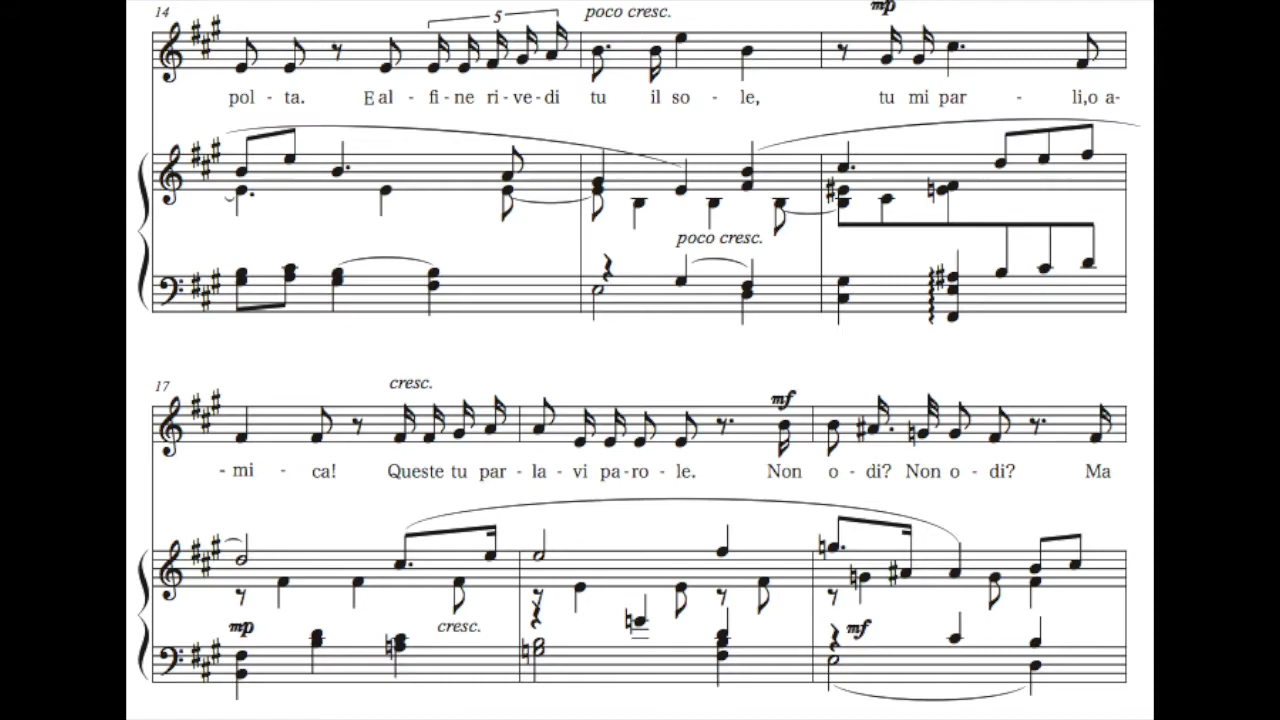 14
5
poco cresc.
mp
pol - ta. E al - fi - ne ri - ve - di tu il so - le, tu mi par - li,o a-
poco cresc.
17
cresc.
mf
- mi - ca! Queste tu par - la - vi pa - ro - le. Non o - di? Non o - di? Ma
mp
cresc.
mf